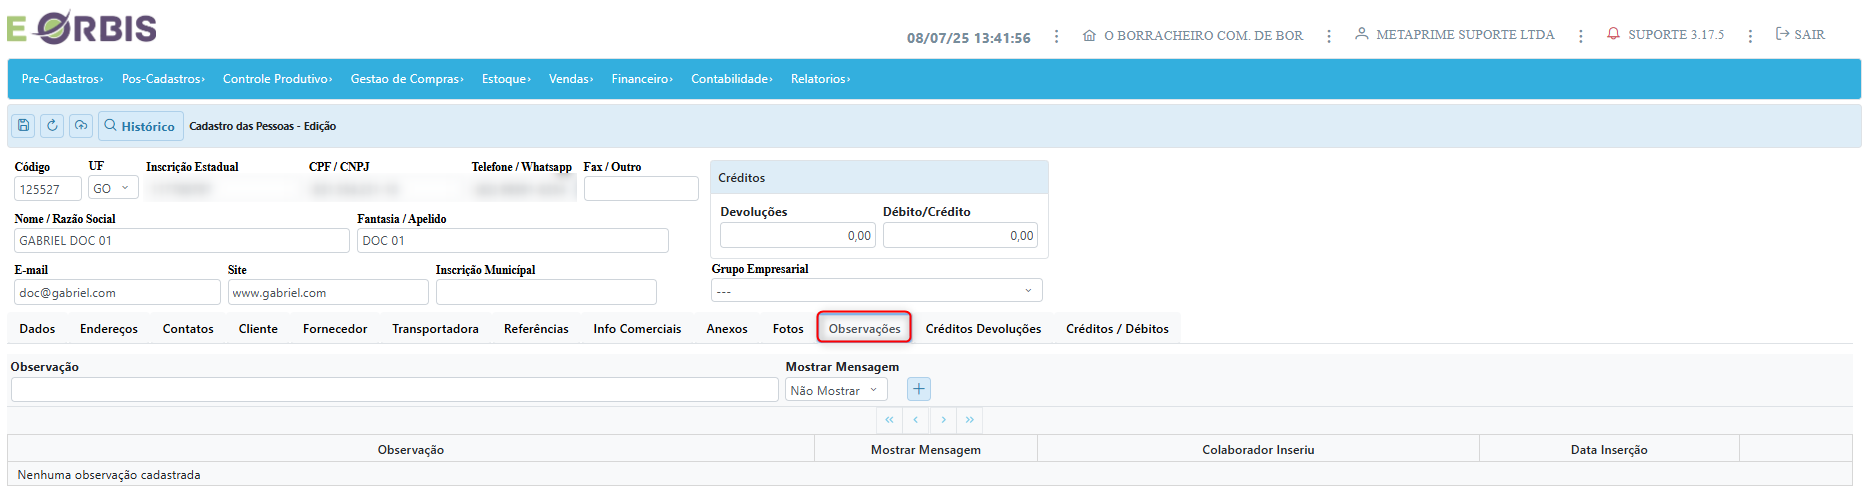 E ORBIS
08/07/25 13:41:56 O BORRACHEIRO COM. DE BOR METAPRIME SUPORTE LTDA SUPORTE 3.17.5 SAIR
Pre-Cadastros› Pos-Cadastros› Controle Produtivo› Gestao de Compras› Estoque› Vendas› Financeiro› Contabilidade› Relatorios›
Histórico Cadastro das Pessoas - Edição
Código UF Inscrição Estadual CPF / CNPJ Telefone / Whatsapp Fax / Outro
125527 GO
Créditos
Devoluções Débito/Crédito
0,00 0,00
Nome / Razão Social Fantasia / Apelido
GABRIEL DOC 01 DOC 01
E-mail Site Inscrição Municípal Grupo Empresarial
doc@gabriel.com www.gabriel.com ---
Dados Endereços Contatos Cliente Fornecedor Transportadora Referências Info Comerciais Anexos Fotos Observações Créditos Devoluções Créditos / Débitos
Observação Mostrar Mensagem
Não Mostrar +
« ‹ › »
Observação Mostrar Mensagem Colaborador Inseriu Data Inserção
Nenhuma observação cadastrada